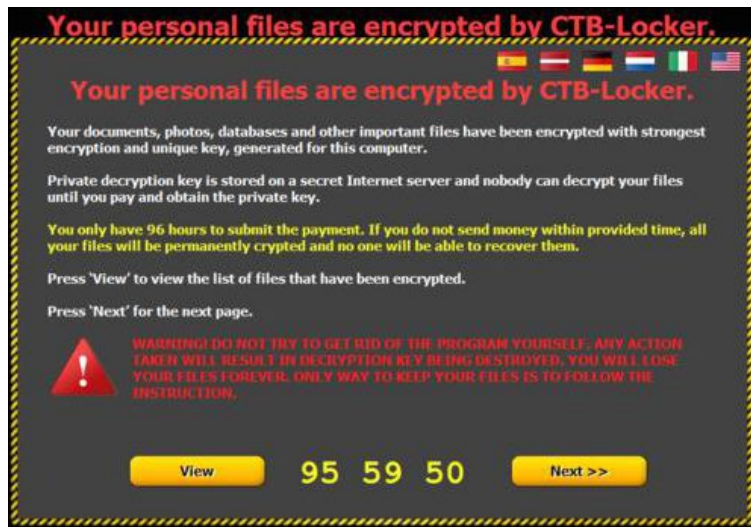 Your personal files are encrypted by CTB-Locker.
Your personal files are encrypted by CTB-Locker.
Your documents, photos, databases and other important files have been encrypted with strongest
encryption and unique key, generated for this computer.
Private decryption key is stored on a secret Internet server and nobody can decrypt your files
until you pay and obtain the private key.
You only have 96 hours to submit the payment. If you do not send money within provided time, all
your files will be permanently crypted and no one will be able to recover them.
Press 'View' to view the list of files that have been encrypted.
Press 'Next' for the next page.
WARNING! DO NOT TRY TO GET RID OF THE PROGRAM YOURSELF. ANY ACTION
TAKEN WILL RESULT IN DECRYPTION KEY BEING DESTROYED. YOU WILL LOSE
YOUR FILES FOREVER. ONLY WAY TO KEEP YOUR FILES IS TO FOLLOW THE
INSTRUCTION.
View 95 59 50 Next >>